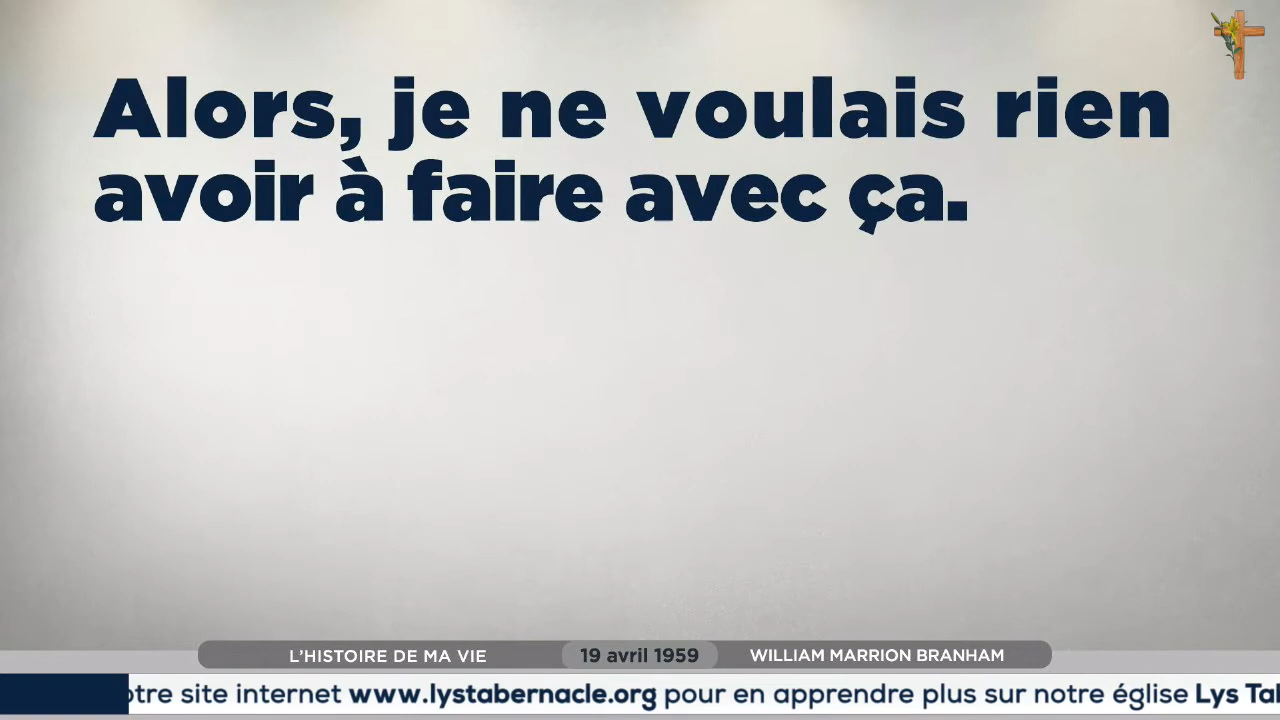 Alors, je ne voulais rien
avoir à faire avec ça.
L'HISTOIRE DE MA VIE 19 avril 1959 WILLIAM MARRION BRANHAM
site internet www.lystabernacle.org pour en apprendre plus sur notre église Lys